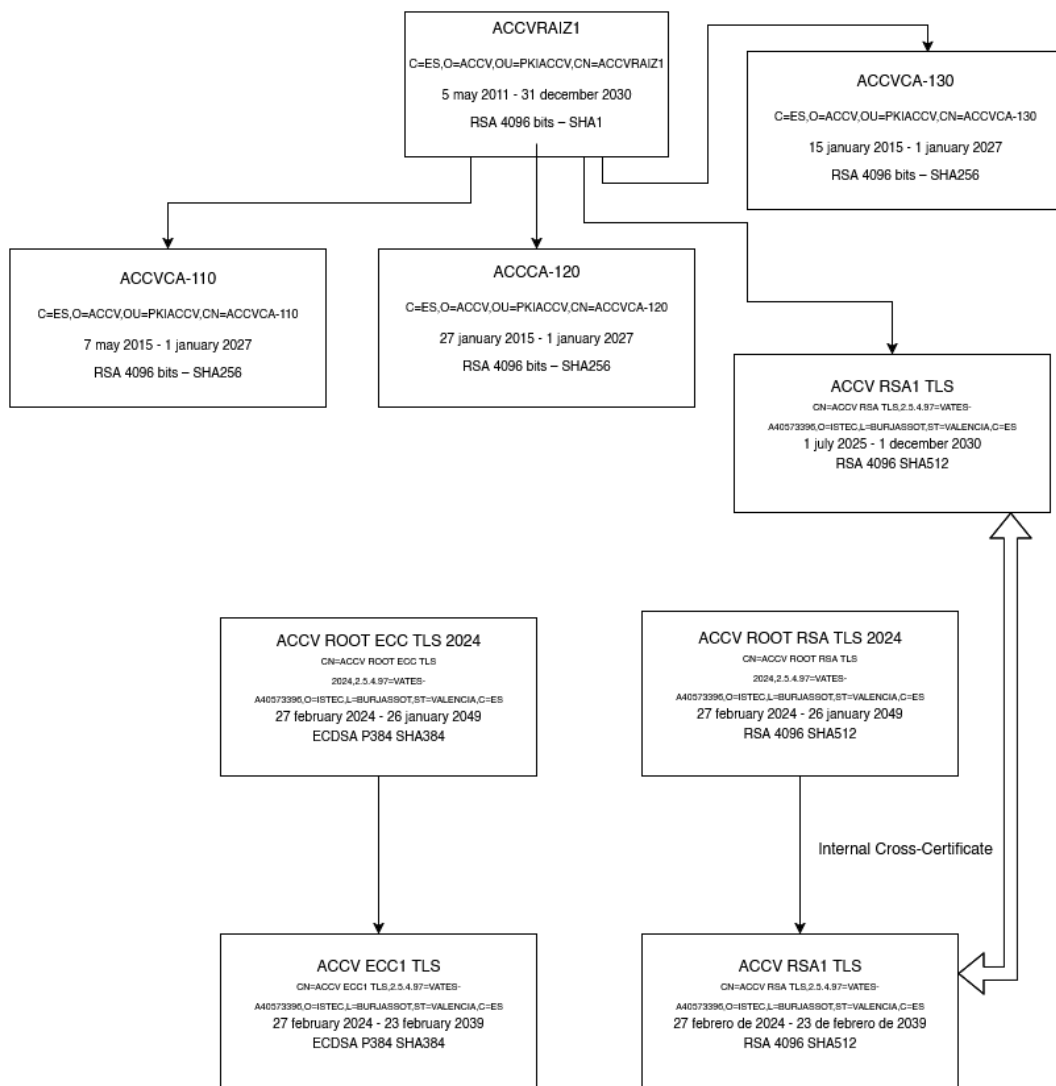 ACCVRAIZ1
C=ES,O=ACCV,OU=PKIACCV,CN=ACCVRAIZ1
5 may 2011 - 31 december 2030
RSA 4096 bits – SHA1
ACCVCA-130
C=ES,O=ACCV,OU=PKIACCV,CN=ACCVCA-130
15 january 2015 - 1 january 2027
RSA 4096 bits – SHA256
ACCVCA-110
C=ES,O=ACCV,OU=PKIACCV,CN=ACCVCA-110
7 may 2015 - 1 january 2027
RSA 4096 bits – SHA256
ACCCA-120
C=ES,O=ACCV,OU=PKIACCV,CN=ACCVCA-120
27 january 2015 - 1 january 2027
RSA 4096 bits – SHA256
ACCV RSA1 TLS
CN=ACCV RSA TLS,2.5.4.97=VATES-
A40573396,O=ISTEC,L=BURJASSOT,ST=VALENCIA,C=ES
1 july 2025 - 1 december 2030
RSA 4096 SHA512
ACCV ROOT ECC TLS 2024
CN=ACCV ROOT ECC TLS
2024,2.5.4.97=VATES-
A40573396,O=ISTEC,L=BURJASSOT,ST=VALENCIA,C=ES
27 february 2024 - 26 january 2049
ECDSA P384 SHA384
ACCV ROOT RSA TLS 2024
CN=ACCV ROOT RSA TLS
2024,2.5.4.97=VATES-
A40573396,O=ISTEC,L=BURJASSOT,ST=VALENCIA,C=ES
27 february 2024 - 26 january 2049
RSA 4096 SHA512
Internal Cross-Certificate
ACCV ECC1 TLS
CN=ACCV ECC1 TLS,2.5.4.97=VATES-
A40573396,O=ISTEC,L=BURJASSOT,ST=VALENCIA,C=ES
27 february 2024 - 23 february 2039
ECDSA P384 SHA384
ACCV RSA1 TLS
CN=ACCV RSA TLS,2.5.4.97=VATES-
A40573396,O=ISTEC,L=BURJASSOT,ST=VALENCIA,C=ES
27 febrero de 2024 - 23 de febrero de 2039
RSA 4096 SHA512